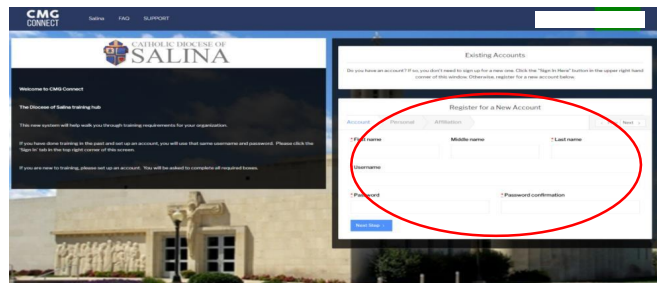 CMG
CONNECT
Salina FAQ SUPPORT
CATHOLIC DIOCESE OF
SALINA
Welcome to CMG Connect
The Diocese of Salina training hub
This new system will help walk you through training requirements for your organization.
If you have done training in the past and set up an account, you will use that same username and password. Please click the
"Sign in" tab in the top right corner of this screen.
If you are new to training, please set up an account. You will be asked to complete all required boxes.
Existing Accounts
Do you have an account? If so, you don't need to sign up for a new one. Click the "Sign In Here" button in the upper right hand
corner of this window. Otherwise, register for a new account below.
Register for a New Account
Account Personal Affiliation Next ›
* First name Middle name * Last name
Username
* Password * Password confirmation
Next Step ›